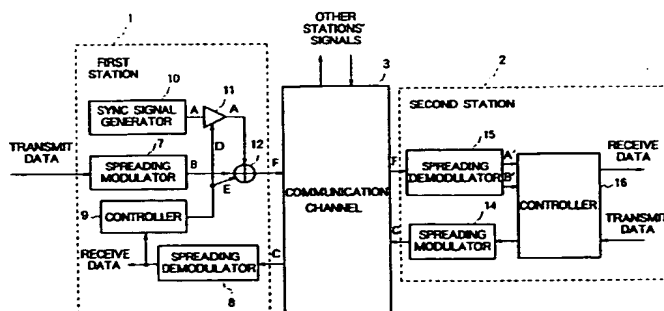 OTHER
STATIONS'
SIGNALS
1
3
2
FIRST
STATION
10
11
SYNC SIGNAL
GENERATOR
A
A
SECOND STATION
15
TRANSMIT
DATA
7
D
12
SPREADING
MODULATOR
B
E
F
COMMUNICATION
CHANNEL
F
SPREADING
DEMODULATOR
A'
B'
RECEIVE
DATA
CONTROLLER
16
9
CONTROLLER
14
C
SPREADING
MODULATOR
TRANSMIT
DATA
RECEIVE
DATA
SPREADING
DEMODULATOR
C
8